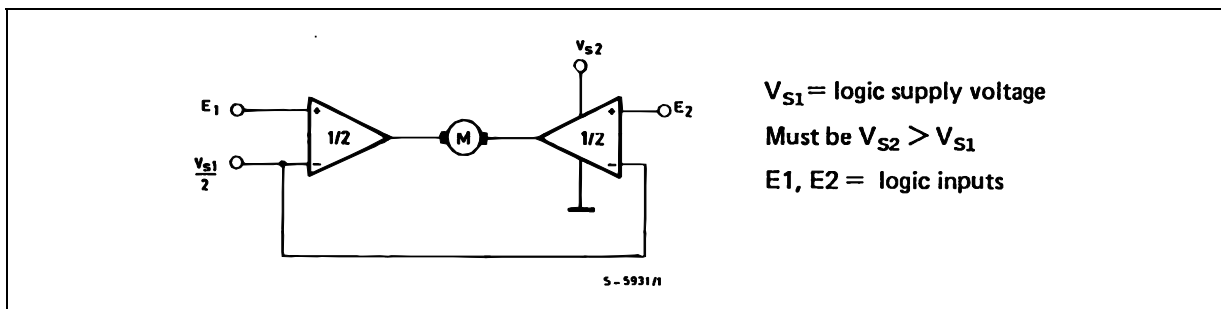 V_S2
E_1
+
-
1/2
M
1/2
+
-
E_2
V_S1
2
S-5931/1
V_S1 = logic supply voltage
Must be V_S2 > V_S1
E1, E2 = logic inputs